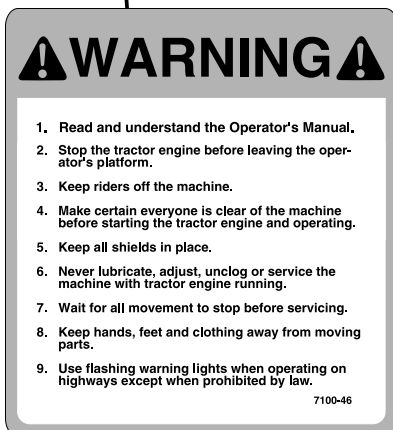 WARNING
1. Read and understand the Operator's Manual.
2. Stop the tractor engine before leaving the oper-
ator's platform.
3. Keep riders off the machine.
4. Make certain everyone is clear of the machine
before starting the tractor engine and operating.
5. Keep all shields in place.
6. Never lubricate, adjust, unclog or service the
machine with tractor engine running.
7. Wait for all movement to stop before servicing.
8. Keep hands, feet and clothing away from moving
parts.
9. Use flashing warning lights when operating on
highways except when prohibited by law.
7100-46